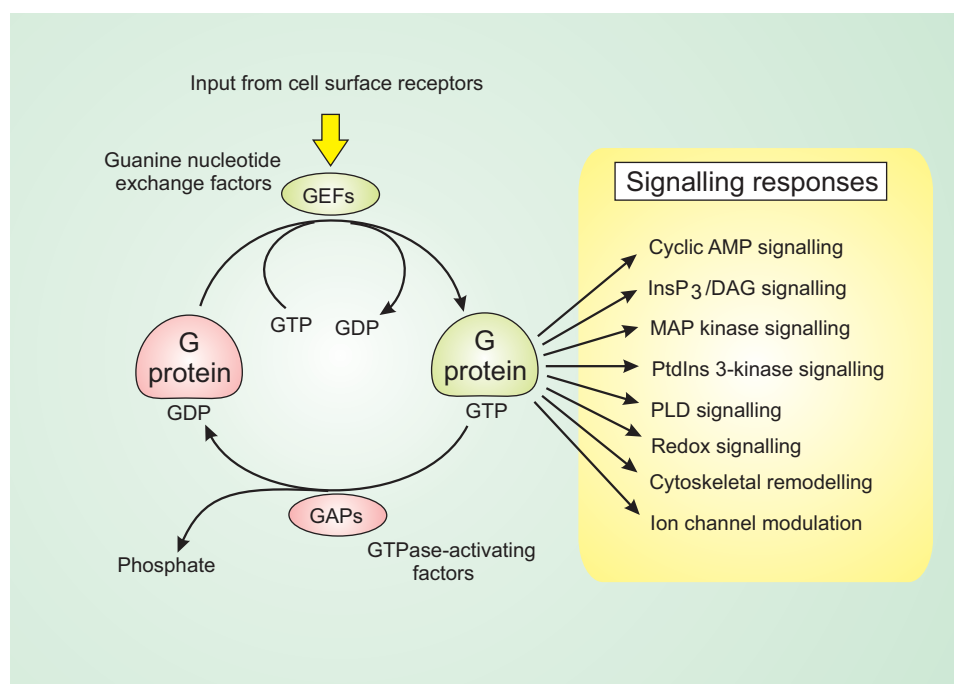 Input from cell surface receptors
Guanine nucleotide
exchange factors
GEFs
GTP
GDP
G
protein
GDP
G
protein
GTP
GAPs
GTPase-activating
factors
Phosphate
Signalling responses
Cyclic AMP signalling
InsP3/DAG signalling
MAP kinase signalling
PtdIns 3-kinase signalling
PLD signalling
Redox signalling
Cytoskeletal remodelling
Ion channel modulation